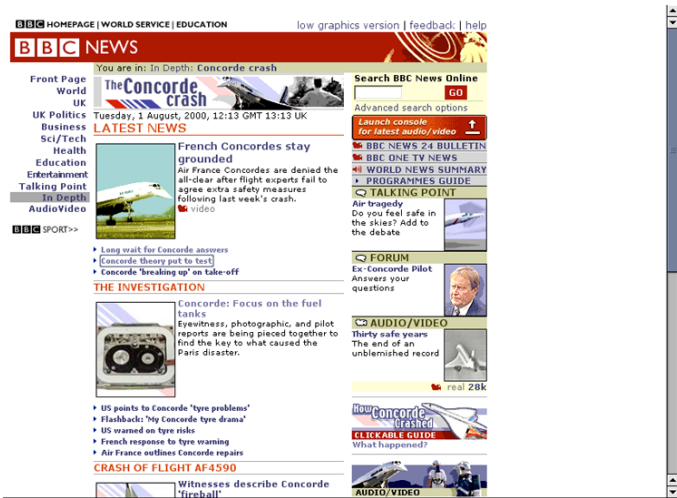 BBC HOMEPAGE | WORLD SERVICE | EDUCATION
low graphics version | feedback | help
BBC NEWS
You are in: In Depth: Concorde crash
Front Page
World
UK
UK Politics
Business
Sci/Tech
Health
Education
Entertainment
Talking Point
In Depth
AudioVideo
BBC SPORT>>
The Concorde
crash
Tuesday, 1 August, 2000, 12:13 GMT 13:13 UK
LATEST NEWS
French Concordes stay
grounded
Air France Concordes are denied the
all-clear after flight experts fail to
agree extra safety measures
following last week's crash.
video
Long wait for Concorde answers
Concorde theory put to test
Concorde 'breaking up' on take-off
THE INVESTIGATION
Concorde: Focus on the fuel
tanks
Eyewitness, photographic, and pilot
reports are being pieced together to
find the key to what caused the
Paris disaster.
US points to Concorde 'tyre problems'
Flashback: 'My Concorde tyre drama'
US warned on tyre risks
French response to tyre warning
Air France outlines Concorde repairs
CRASH OF FLIGHT AF4590
Witnesses describe Concorde
'fireball'
Search BBC News Online
GO
Advanced search options
Launch console
for latest audio/video
BBC NEWS 24 BULLETIN
BBC ONE TV NEWS
WORLD NEWS SUMMARY
PROGRAMMES GUIDE
TALKING POINT
Air tragedy
Do you feel safe in
the skies? Add to
the debate
FORUM
Ex-Concorde Pilot
Answers your
questions
AUDIO/VIDEO
Thirty safe years
The end of an
unblemished record
real 28k
How
Concorde
Crashed
CLICKABLE GUIDE
What happened?
AUDIO/VIDEO